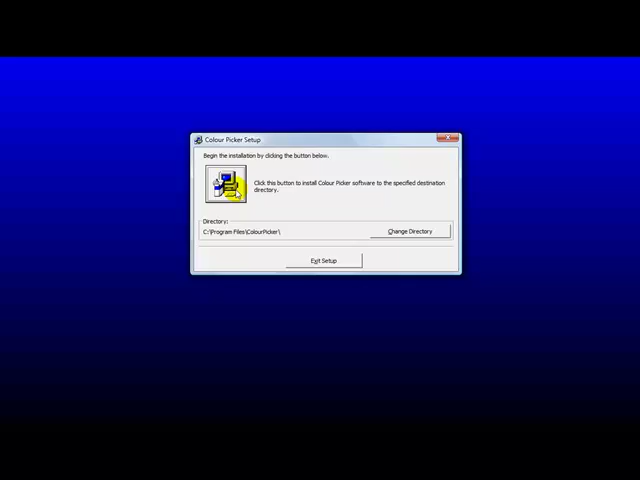 Colour Picker Setup
Begin the installation by clicking the button below.
Click this button to install Colour Picker software to the specified destination
directory.
Directory:
C:\Program Files\ColourPicker\
Change Directory
Exit Setup